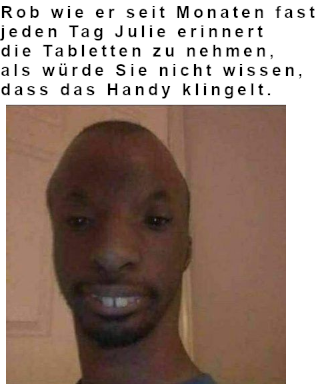 Rob wie er seit Monaten fast
jeden Tag Julie erinnert
die Tabletten zu nehmen,
als würde Sie nicht wissen,
dass das Handy klingelt.